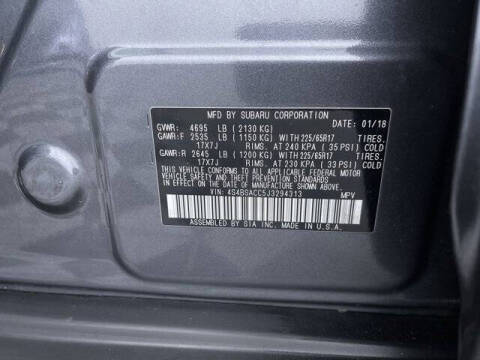 MFD BY SUBARU CORPORATION DATE: 01/18
GVWR: 4695 LB (2130 KG)
GAWR:F 2535 LB (1150 KG) WITH 225/65R17 TIRES,
17X7J RIMS, AT 240 KPA (35 PSI) COLD
GAWR:R 2645 LB (1200 KG) WITH 225/65R17 TIRES,
17X7J RIMS, AT 230 KPA (33 PSI) COLD
THIS VEHICLE CONFORMS TO ALL APPLICABLE FEDERAL MOTOR
VEHICLE SAFETY AND THEFT PREVENTION STANDARDS IN EFFECT
ON THE DATE OF MANUFACTURE SHOWN ABOVE.
VIN: 4S4BSACC5J3294313 MPV
ASSEMBLED BY SIA INC. MADE IN U.S.A.